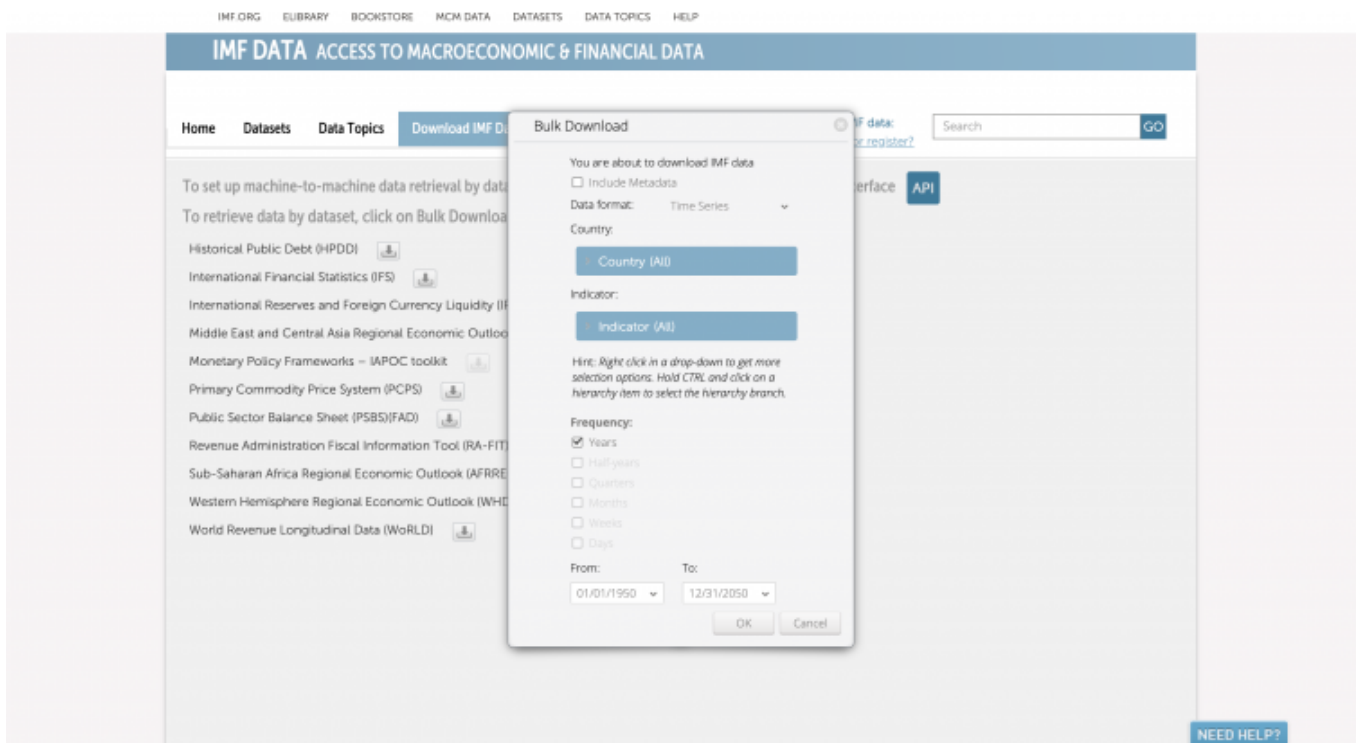 IMF.ORG ELIBRARY BOOKSTORE MCM DATA DATASETS DATA TOPICS HELP
IMF DATA ACCESS TO MACROECONOMIC & FINANCIAL DATA
Home Datasets Data Topics Download IMF Da
IMF data:
or register?
Search GO
To set up machine-to-machine data retrieval by data
erface API
To retrieve data by dataset, click on Bulk Downloa
Historical Public Debt (HPDD)
International Financial Statistics (IFS)
International Reserves and Foreign Currency Liquidity (IR
Middle East and Central Asia Regional Economic Outloo
Monetary Policy Frameworks – IAPOC toolkit
Primary Commodity Price System (PCPS)
Public Sector Balance Sheet (PSBS)(FAD)
Revenue Administration Fiscal Information Tool (RA-FIT)
Sub-Saharan Africa Regional Economic Outlook (AFRRE
Western Hemisphere Regional Economic Outlook (WHD
World Revenue Longitudinal Data (WoRLD)
Bulk Download
You are about to download IMF data
Include Metadata
Data format: Time Series
Country:
Country (All)
Indicator:
Indicator (All)
Hint: Right click in a drop-down to get more
selection options. Hold CTRL and click on a
hierarchy item to select the hierarchy branch.
Frequency:
Years
Half-years
Quarters
Months
Weeks
Days
From: To:
01/01/1950 12/31/2050
OK Cancel
NEED HELP?